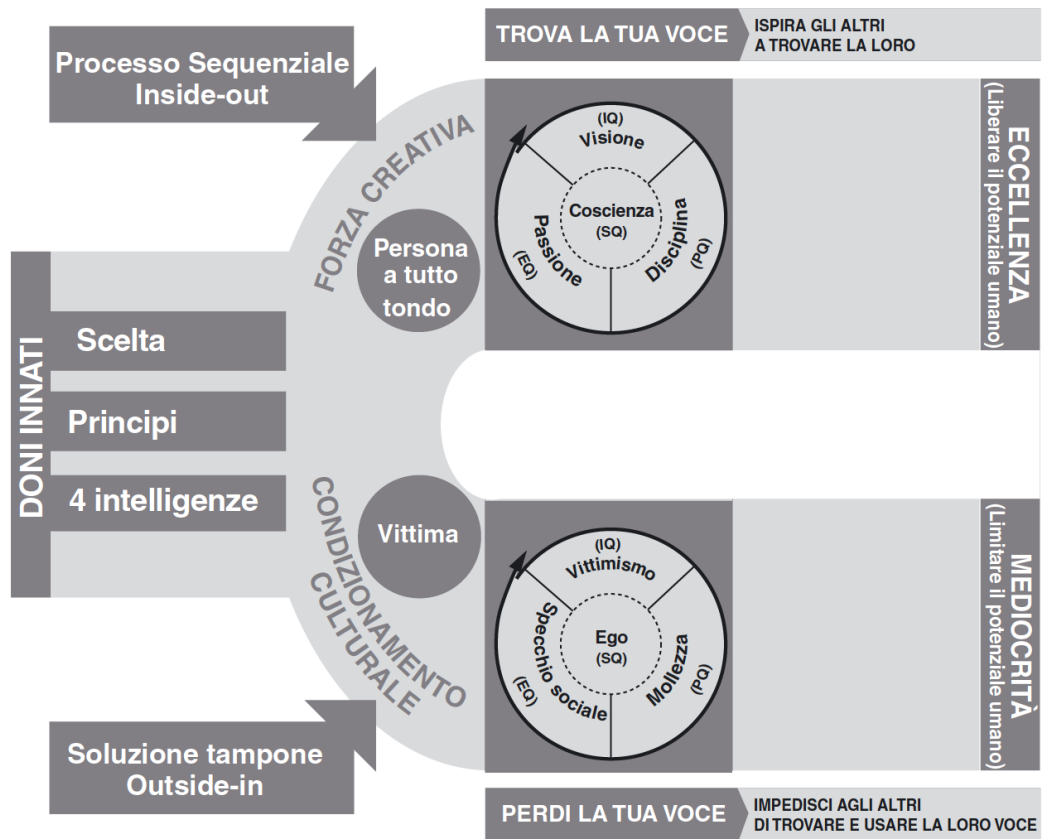 TROVA LA TUA VOCE
ISPIRA GLI ALTRI
A TROVARE LA LORO
Processo Sequenziale
Inside-out
FORZA CREATIVA
Persona
a tutto
tondo
(IQ)
Visione
Coscienza
(SQ)
Passione
(EQ)
Disciplina
(PQ)
ECCELLENZA
(Liberare il potenziale umano)
DONI INNATI
Scelta
Principi
4 intelligenze
CONDIZIONAMENTO
CULTURALE
Vittima
(IQ)
Vittimismo
Ego
(SQ)
Specchio sociale
(EQ)
Mollezza
(PQ)
MEDIOCRITÀ
(Limitare il potenziale umano)
Soluzione tampone
Outside-in
PERDI LA TUA VOCE
IMPEDISCI AGLI ALTRI
DI TROVARE E USARE LA LORO VOCE